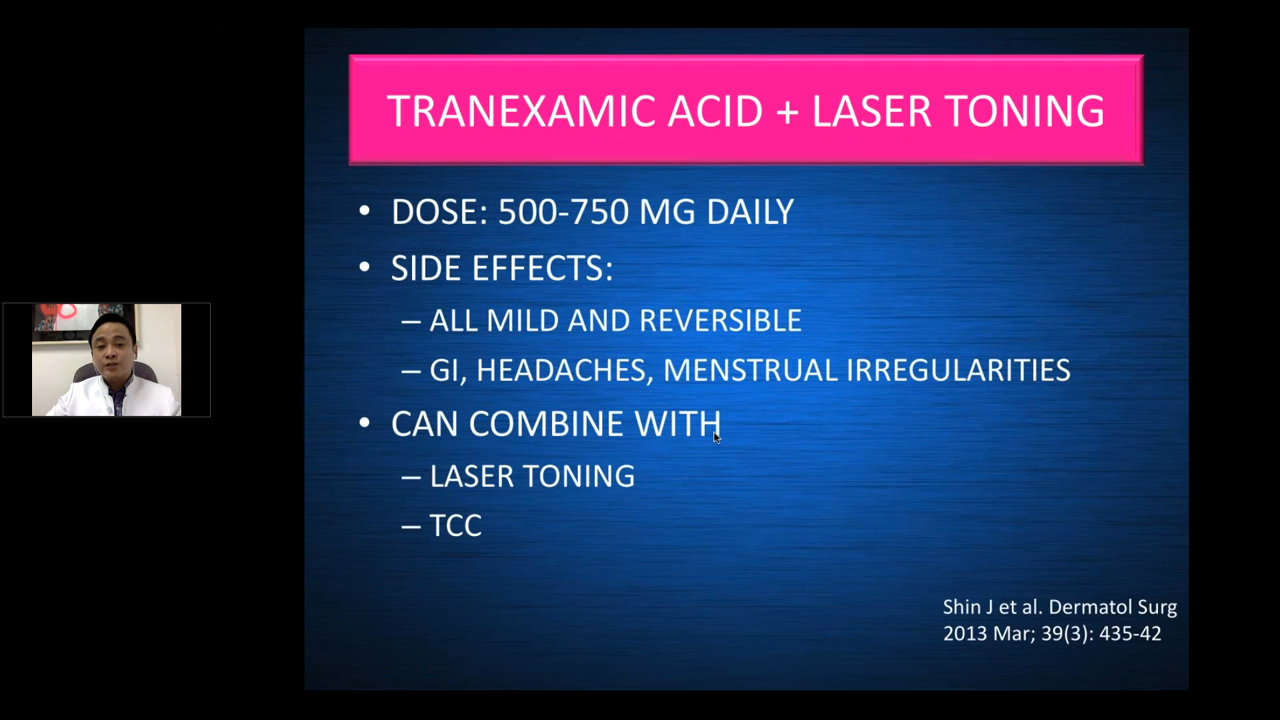 TRANEXAMIC ACID + LASER TONING
• DOSE: 500-750 MG DAILY
• SIDE EFFECTS:
– ALL MILD AND REVERSIBLE
– GI, HEADACHES, MENSTRUAL IRREGULARITIES
• CAN COMBINE WITH
– LASER TONING
– TCC
Shin J et al. Dermatol Surg
2013 Mar; 39(3): 435-42